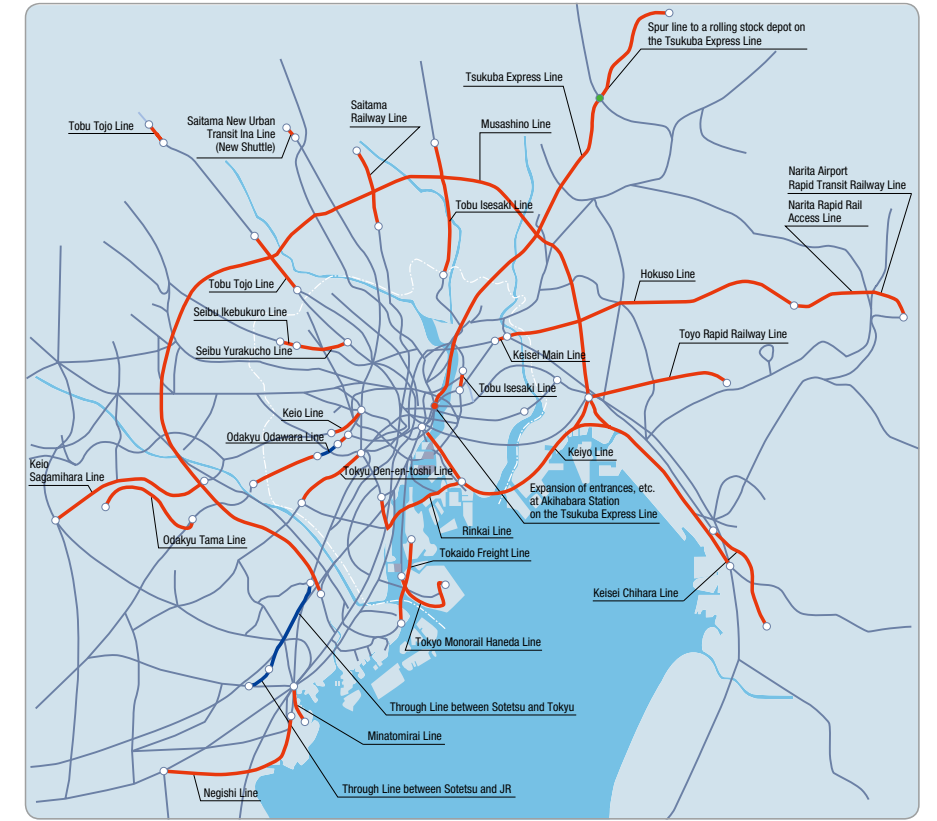 Spur line to a rolling stock depot on
the Tsukuba Express Line
Tsukuba Express Line
Saitama
Railway Line
Saitama New Urban
Transit Ina Line
(New Shuttle)
Tobu Tojo Line
Musashino Line
Narita Airport
Rapid Transit Railway Line
Narita Rapid Rail
Access Line
Tobu Isesaki Line
Hokuso Line
Tobu Tojo Line
Seibu Ikebukuro Line
Seibu Yurakucho Line
Toyo Rapid Railway Line
Keisei Main Line
Tobu Isesaki Line
Keio Line
Odakyu Odawara Line
Keiyo Line
Keio
Sagamihara Line
Tokyu Den-en-toshi Line
Expansion of entrances, etc.
at Akihabara Station
on the Tsukuba Express Line
Rinkai Line
Odakyu Tama Line
Tokaido Freight Line
Keisei Chihara Line
Tokyo Monorail Haneda Line
Through Line between Sotetsu and Tokyu
Minatomirai Line
Through Line between Sotetsu and JR
Negishi Line